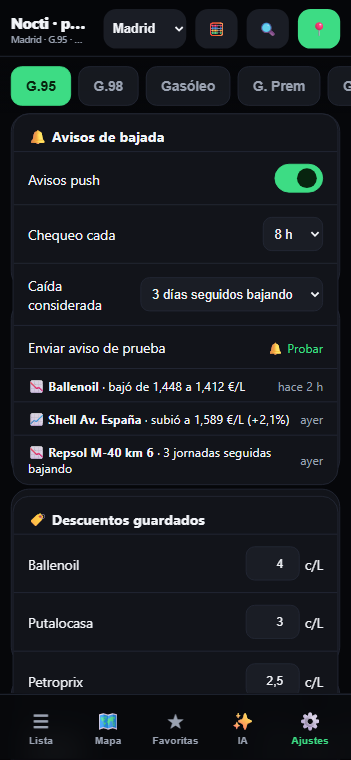 Nocti · p...
Madrid · G.95 · ...
Madrid
G.95
G.98
Gasóleo
G. Prem
Avisos de bajada
Avisos push
Chequeo cada
8 h
Caída
considerada
3 días seguidos bajando
Enviar aviso de prueba
Probar
Ballenoil · bajó de 1,448 a 1,412 €/L
hace 2 h
Shell Av. España · subió a 1,589 €/L (+2,1%)
ayer
Repsol M-40 km 6 · 3 jornadas seguidas
bajando
ayer
Descuentos guardados
Ballenoil
4 c/L
Putalocasa
3 c/L
Petroprix
2,5 c/L
Lista
Mapa
Favoritas
IA
Ajustes